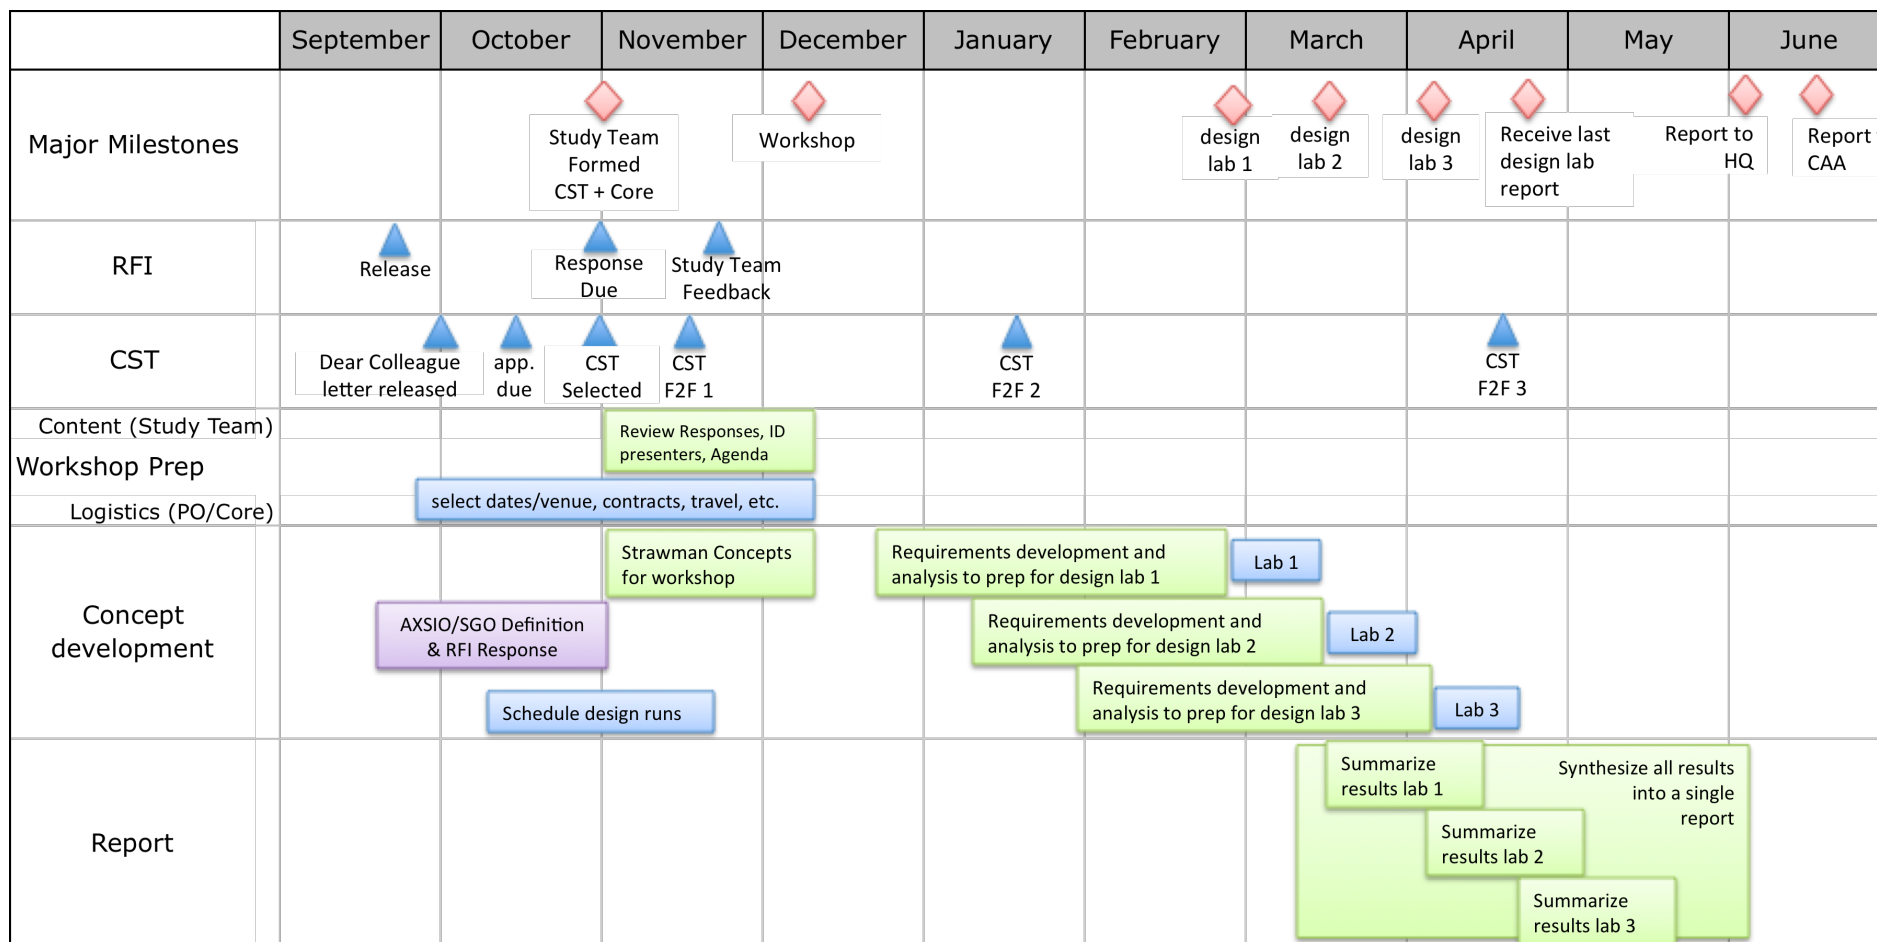 September October November December January February March April May June
Major Milestones
Study Team
Formed
CST + Core
Workshop
design
lab 1
design
lab 2
design
lab 3
Receive last
design lab
report
Report to
HQ
Report
CAA
RFI
Release
Response
Due
Study Team
Feedback
CST
Dear Colleague
letter released
app.
due
CST
Selected
CST
F2F 1
CST
F2F 2
CST
F2F 3
Content (Study Team)
Workshop Prep
Logistics (PO/Core)
Review Responses, ID
presenters, Agenda
select dates/venue, contracts, travel, etc.
Concept
development
Strawman Concepts
for workshop
AXSIO/SGO Definition
& RFI Response
Schedule design runs
Requirements development and
analysis to prep for design lab 1
Lab 1
Requirements development and
analysis to prep for design lab 2
Lab 2
Requirements development and
analysis to prep for design lab 3
Lab 3
Report
Summarize
results lab 1
Synthesize all results
into a single
report
Summarize
results lab 2
Summarize
results lab 3